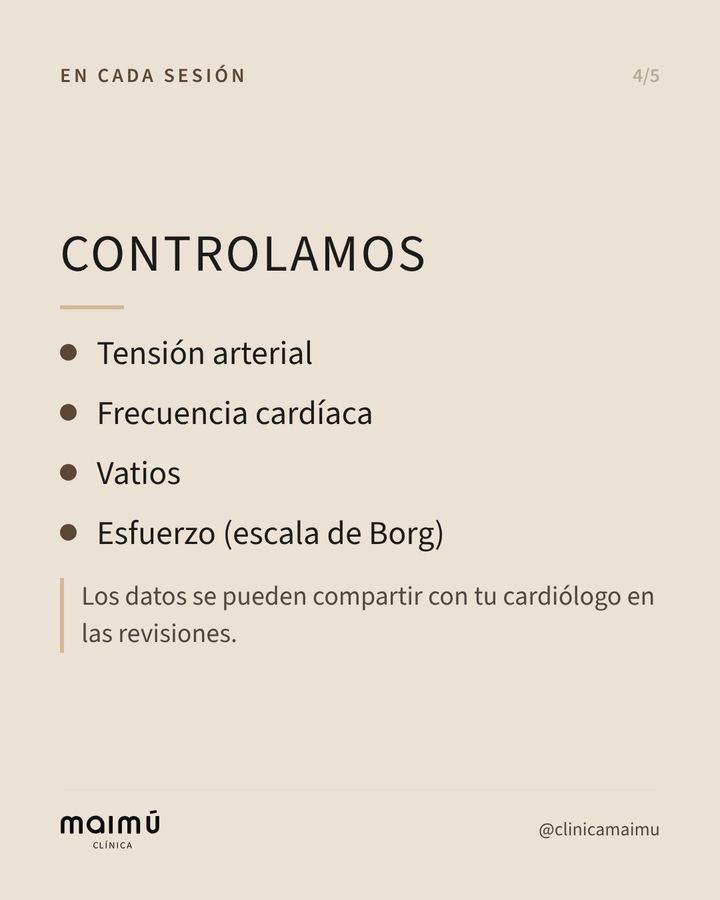 EN CADA SESIÓN
4/5
CONTROLAMOS
Tensión arterial
Frecuencia cardíaca
Vatios
Esfuerzo (escala de Borg)
Los datos se pueden compartir con tu cardiólogo en
las revisiones.
maimú
CLÍNICA
@clinicamaimu